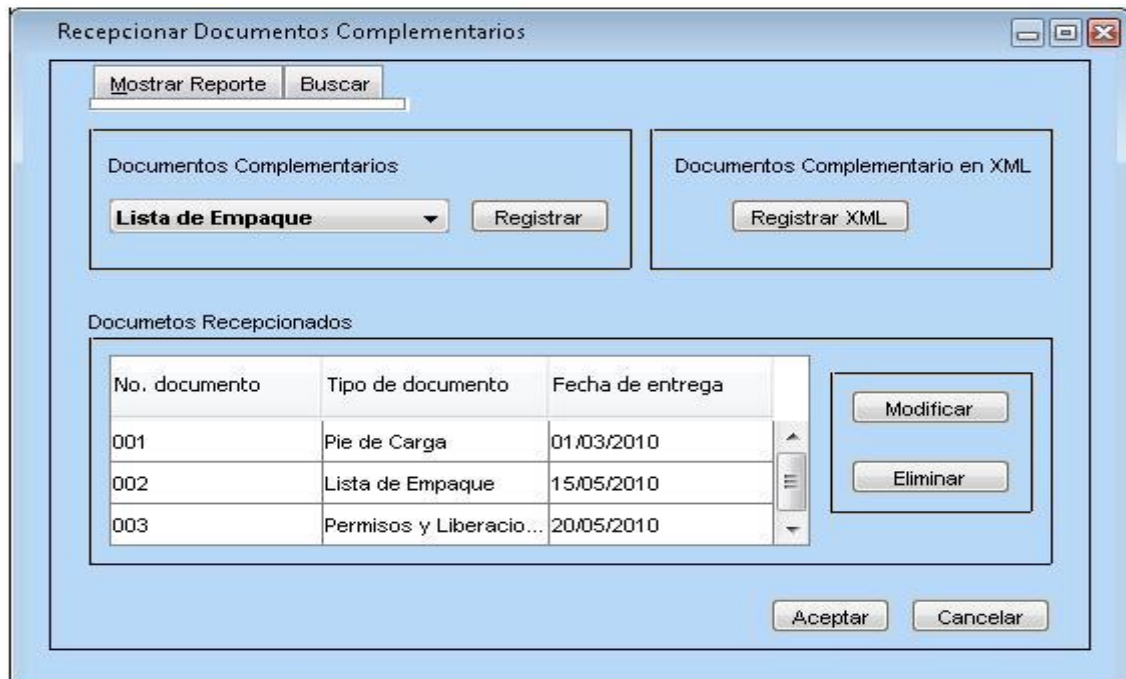 Recepcionar Documentos Complementarios
Mostrar Reporte Buscar
Documentos Complementarios
Documentos Complementario en XML
Lista de Empaque Registrar
Registrar XML
Documetos Recepcionados
No. documento Tipo de documento Fecha de entrega
001 Pie de Carga 01/03/2010
002 Lista de Empaque 15/05/2010
003 Permisos y Liberacio... 20/05/2010
Modificar
Eliminar
Aceptar Cancelar